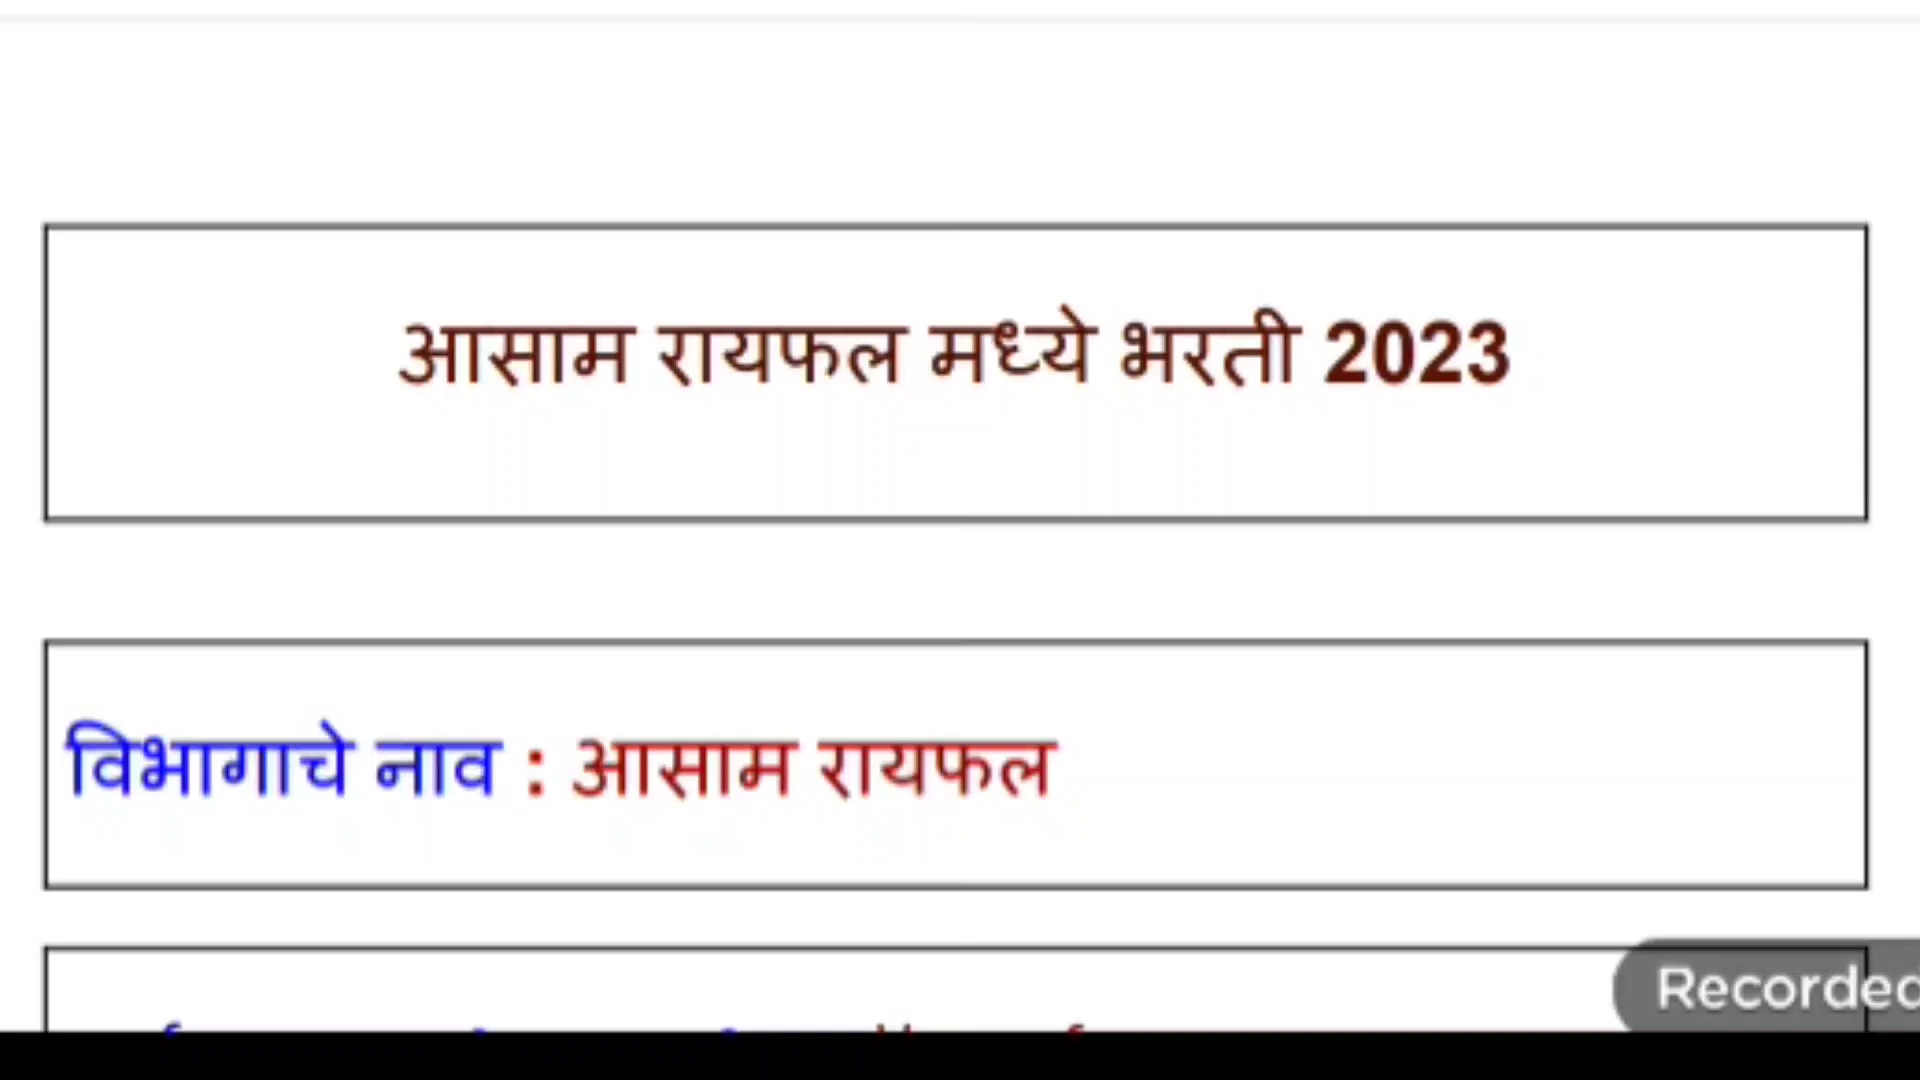 आसाम रायफल मध्ये भरती 2023
विभागाचे नाव : आसाम रायफल
Recorded